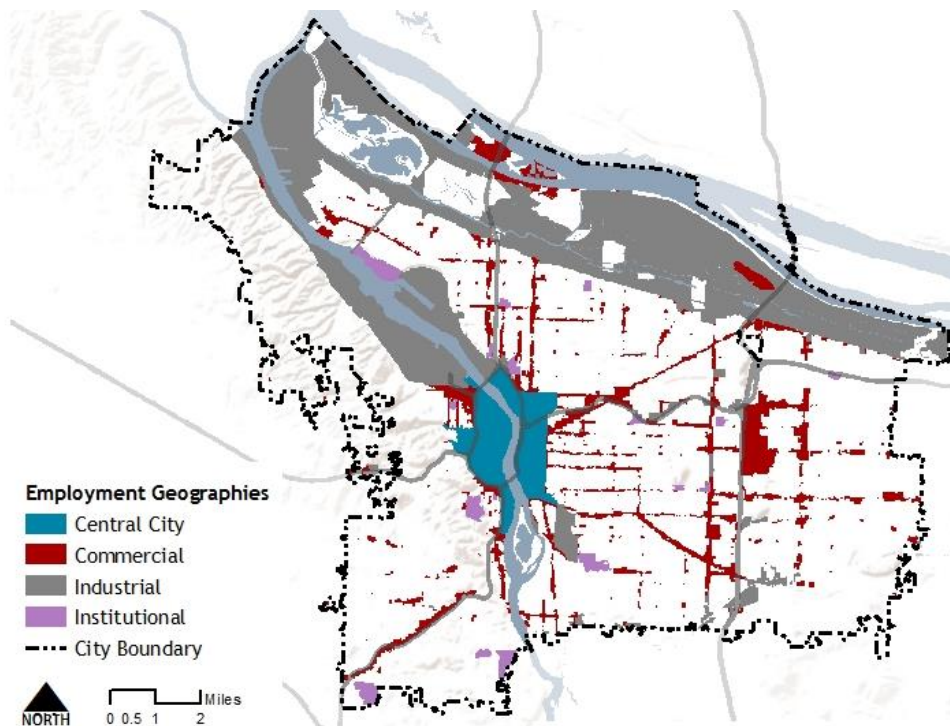 Employment Geographies
Central City
Commercial
Industrial
Institutional
City Boundary
NORTH
0 0.5 1 2 Miles